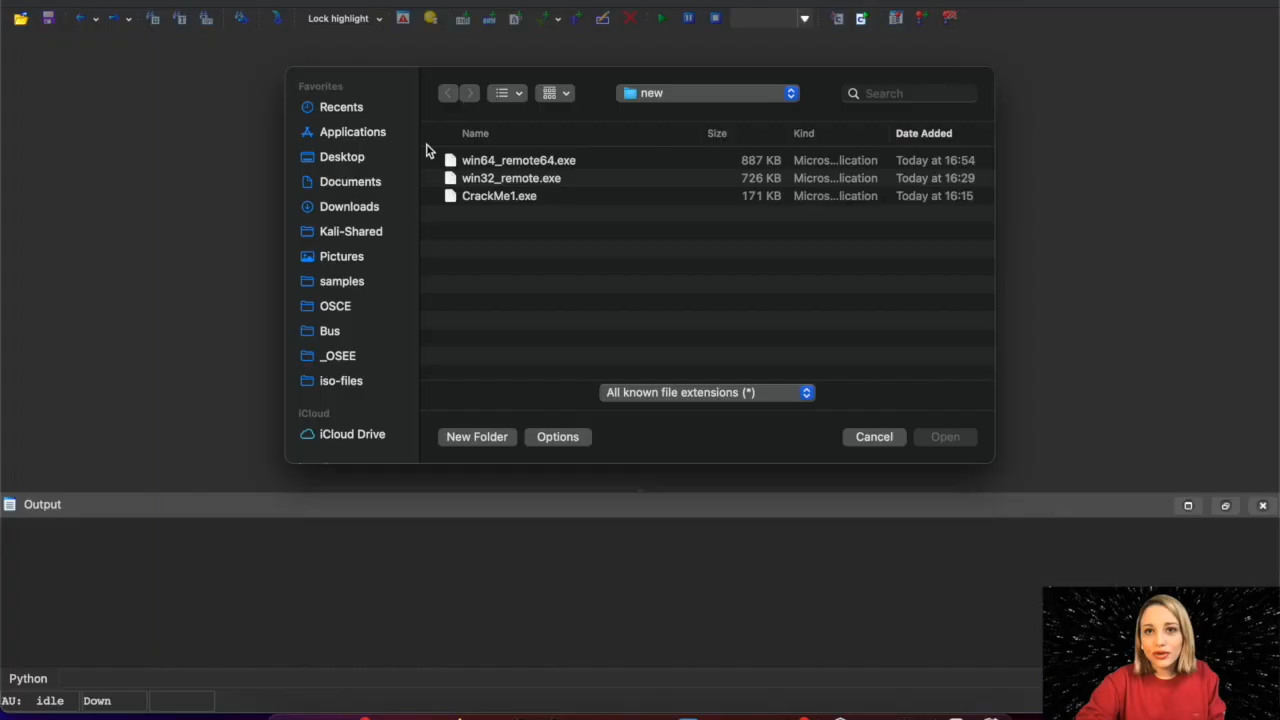 Lock highlight
Favorites
Recents
Applications
Desktop
Documents
Downloads
Kali-Shared
Pictures
samples
OSCE
Bus
_OSEE
iso-files
iCloud
iCloud Drive
new
Search
Name Size Kind Date Added
win64_remote64.exe 887 KB Micros...lication Today at 16:54
win32_remote.exe 726 KB Micros...lication Today at 16:29
CrackMe1.exe 171 KB Micros...lication Today at 16:15
All known file extensions (*)
New Folder Options Cancel Open
Output
Python
AU: idle Down